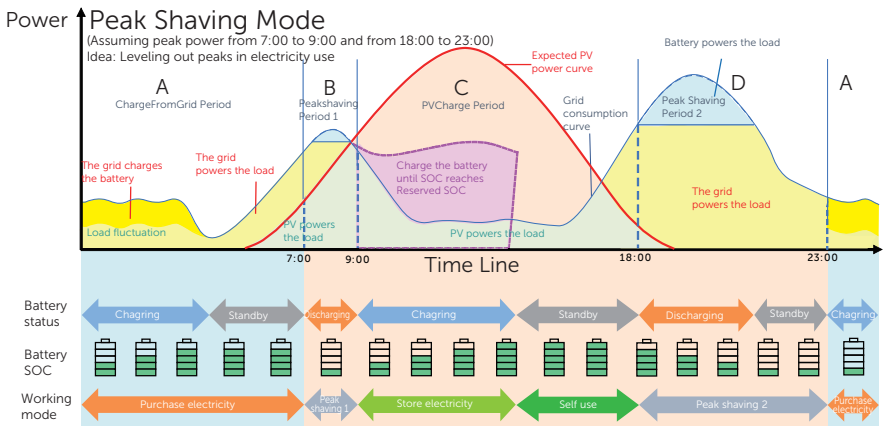 Power
Peak Shaving Mode
(Assuming peak power from 7:00 to 9:00 and from 18:00 to 23:00)
Idea: Leveling out peaks in electricity use
A
ChargeFromGrid Period
B
Peakshaving
Period 1
C
PVCharge Period
Expected PV
power curve
Grid
consumption
curve
Battery powers the load
D
Peak Shaving
Period 2
A
The grid charges
the battery
The grid
powers the load
Charge the battery
until SOC reaches
Reserved SOC
The grid
powers the load
Load fluctuation
PV powers
the load
PV powers the load
7:00
9:00
Time Line
18:00
23:00
Battery
status
Chagring
Standby
Discharging
Chagring
Standby
Discharging
Standby
Chagring
Battery
SOC
Working
mode
Purchase electricity
Peak
shaving 1
Store electricity
Self use
Peak shaving 2
Purchase
electricity